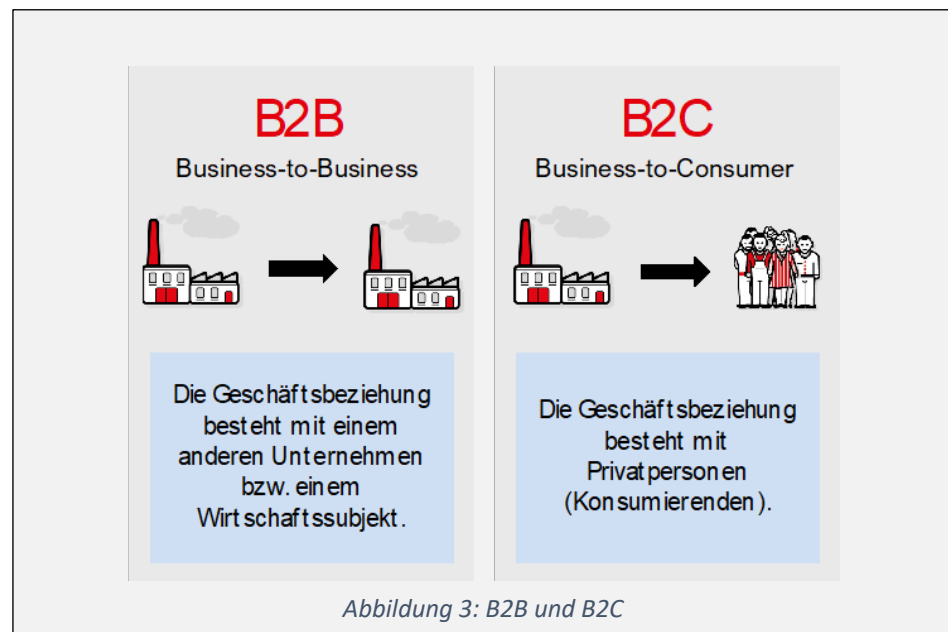 B2B
Business-to-Business
Die Geschäftsbeziehung
besteht mit einem
anderen Unternehmen
bzw. einem
Wirtschaftssubjekt.
B2C
Business-to-Consumer
Die Geschäftsbeziehung
besteht mit
Privatpersonen
(Konsumierenden).
Abbildung 3: B2B und B2C